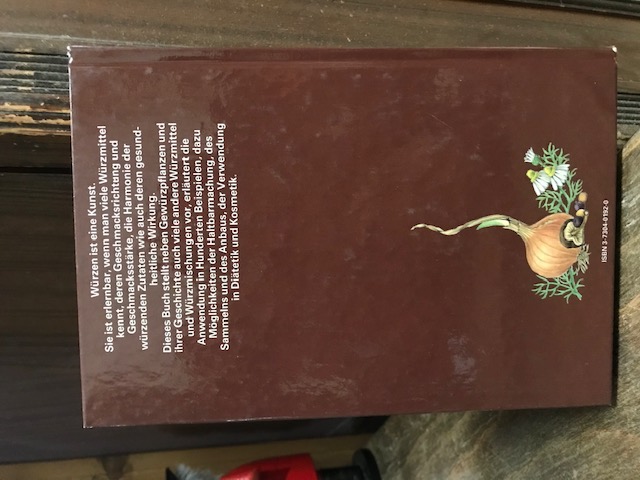 Würzen ist eine Kunst.
Sie ist erlernbar, wenn man viele Würzmittel
kennt, deren Geschmacksrichtung und
Geschmacksstärke, die Harmonie der
würzenden Zutaten wie auch deren gesund-
heitliche Wirkung.
Dieses Buch stellt neben Gewürzpflanzen und
ihrer Geschichte auch viele andere Würzmittel
und Würzmischungen vor, erläutert die
Anwendung in Hunderten Beispielen, dazu
Möglichkeiten der Haltbarmachung, des
Sammelns und des Anbaus, der Verwendung
in Diätetik und Kosmetik.
ISBN 3-7304-0192-0